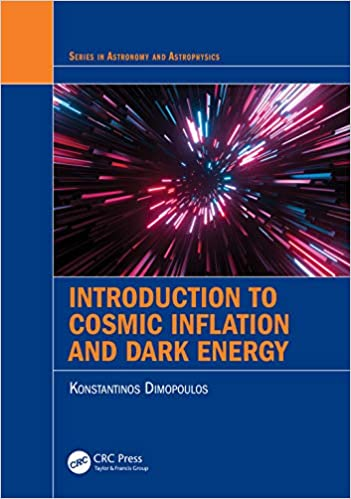 Series in Astronomy and Astrophysics
INTRODUCTION TO
COSMIC INFLATION
AND DARK ENERGY
Konstantinos Dimopoulos
CRC
CRC Press
Taylor & Francis Group